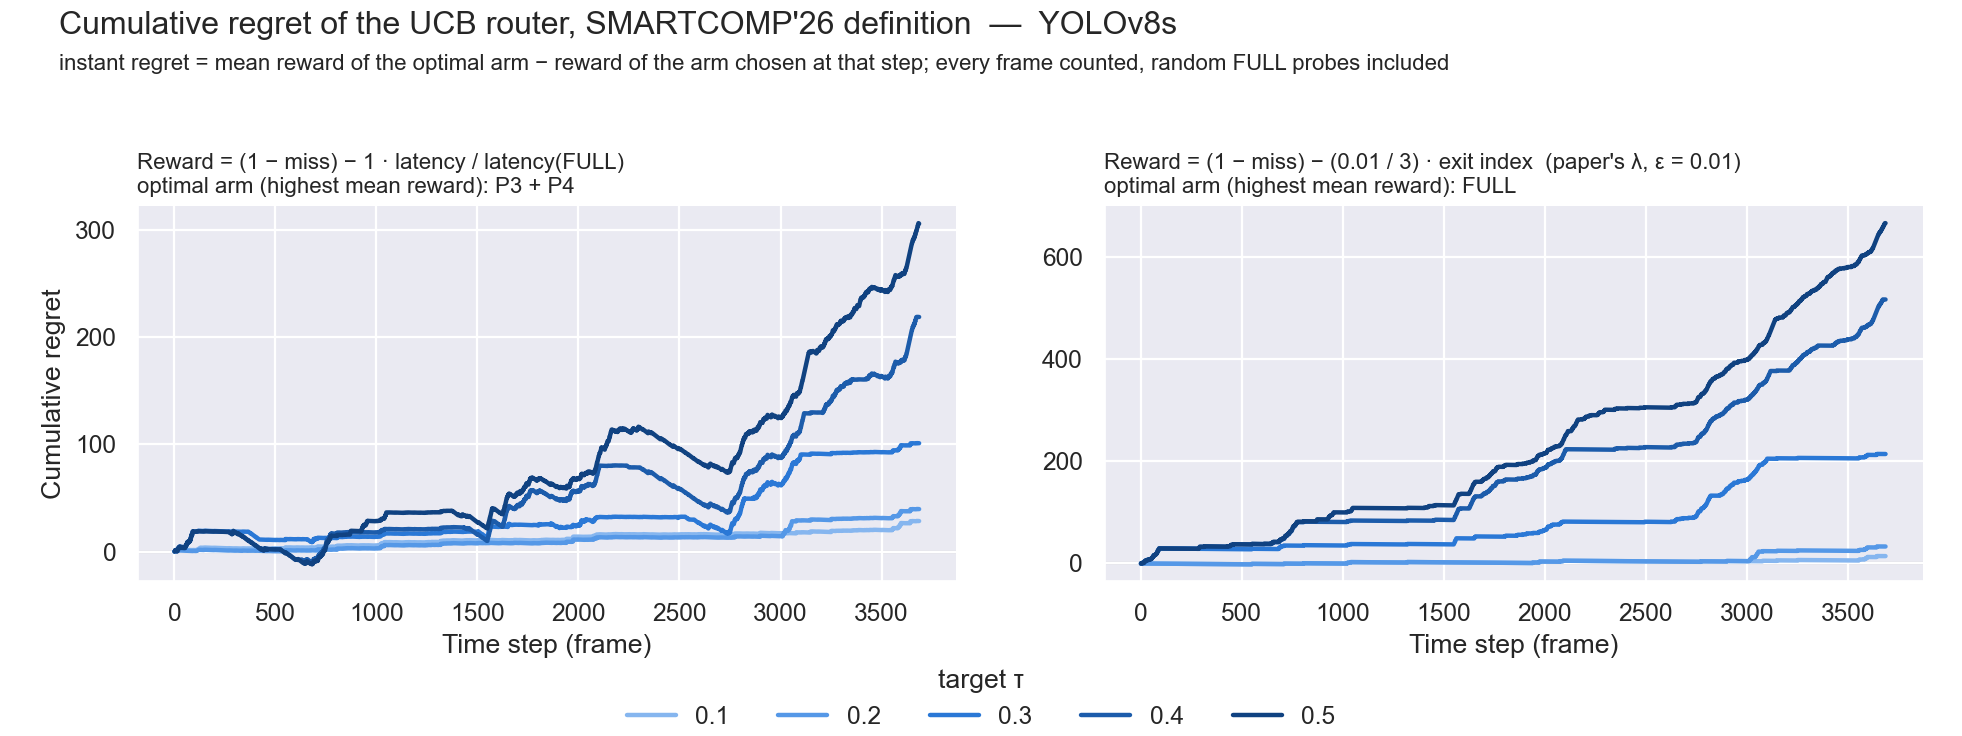 Cumulative regret of the UCB router, SMARTCOMP'26 definition — YOLOv8s
instant regret = mean reward of the optimal arm − reward of the arm chosen at that step; every frame counted, random FULL probes included
Reward = (1 − miss) − 1 · latency / latency(FULL)
optimal arm (highest mean reward): P3 + P4
300
200
100
0
Cumulative regret
0 500 1000 1500 2000 2500 3000 3500
Time step (frame)
Reward = (1 − miss) − (0.01 / 3) · exit index (paper's λ, ε = 0.01)
optimal arm (highest mean reward): FULL
600
400
200
0
0 500 1000 1500 2000 2500 3000 3500
Time step (frame)
target τ
0.1 0.2 0.3 0.4 0.5